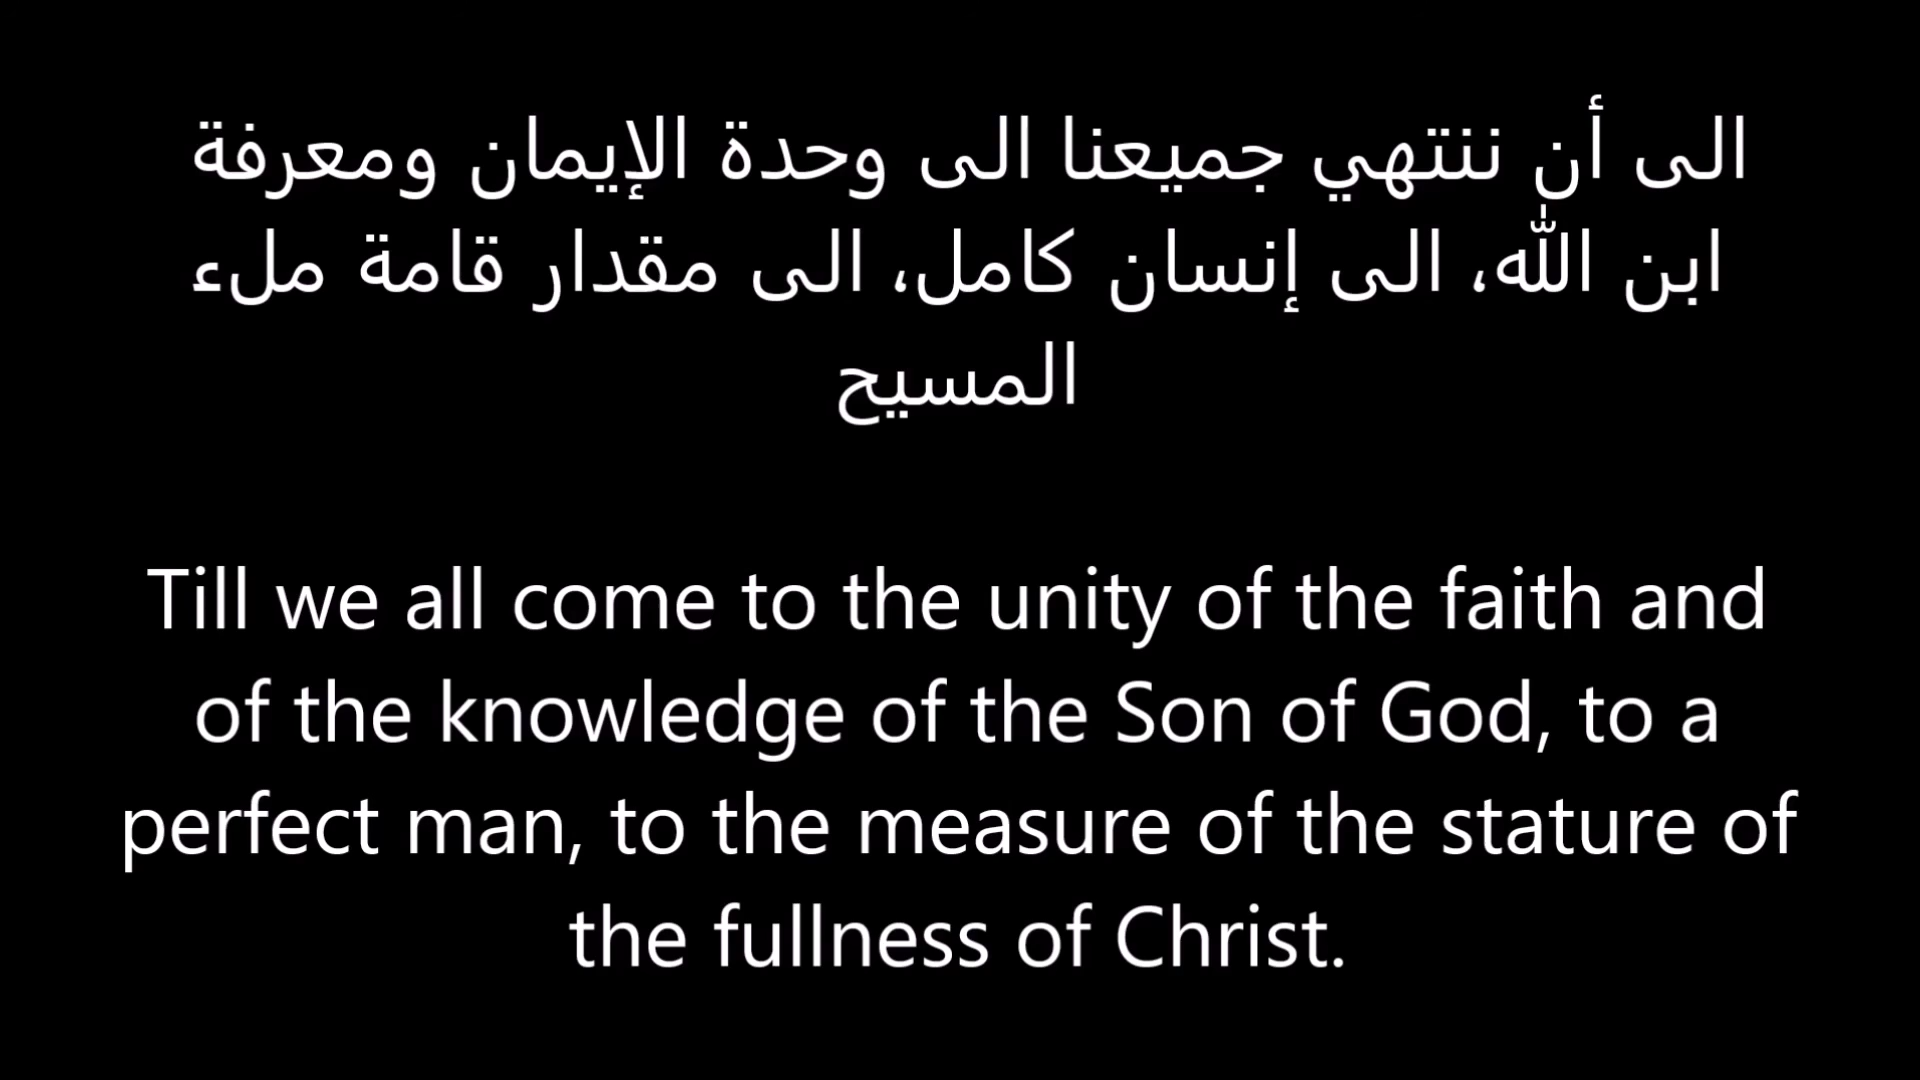 الى أن ننتهي جميعنا الى وحدة الإيمان ومعرفة
ابن الله، الى إنسان كامل، الى مقدار قامة ملء
المسيح
Till we all come to the unity of the faith and
of the knowledge of the Son of God, to a
perfect man, to the measure of the stature of
the fullness of Christ.